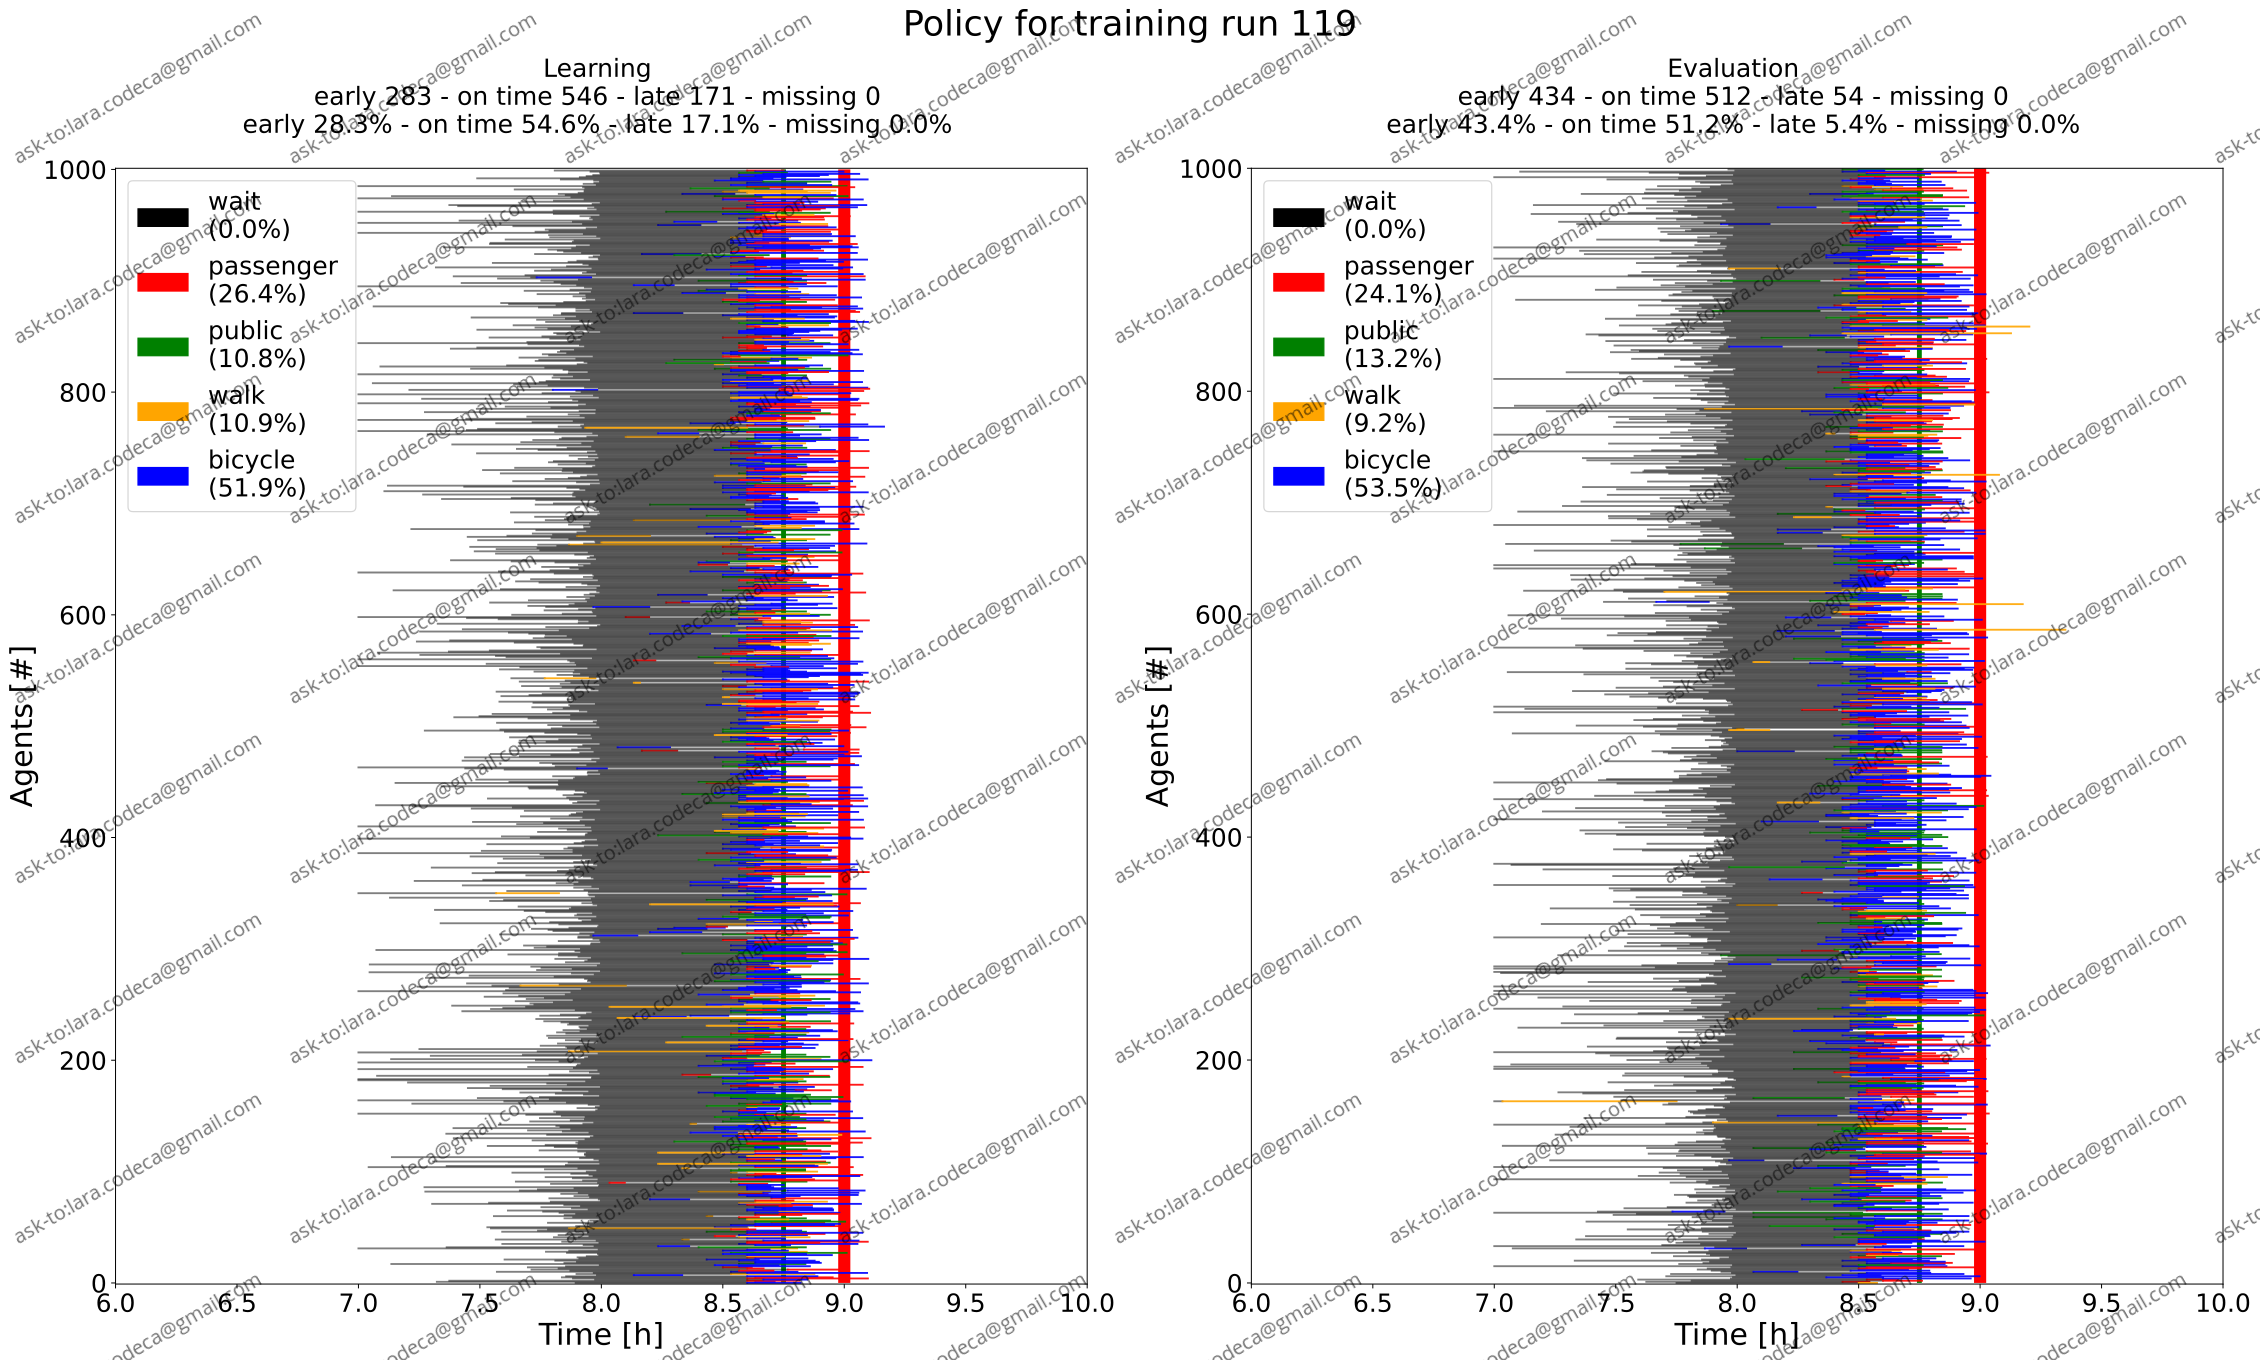 Policy for training run 119
Learning
early 283 - on time 546 - late 171 - missing 0
early 28.3% - on time 54.6% - late 17.1% - missing 0.0%
Evaluation
early 434 - on time 512 - late 54 - missing 0
early 43.4% - on time 51.2% - late 5.4% - missing 0.0%
1000
800
600
400
200
0
Agents [#]
wait
(0.0%)
passenger
(26.4%)
public
(10.8%)
walk
(10.9%)
bicycle
(51.9%)
6.0 6.5 7.0 7.5 8.0 8.5 9.0 9.5 10.0
Time [h]
1000
800
600
400
200
0
Agents [#]
wait
(0.0%)
passenger
(24.1%)
public
(13.2%)
walk
(9.2%)
bicycle
(53.5%)
6.0 6.5 7.0 7.5 8.0 8.5 9.0 9.5 10.0
Time [h]
ask-to:lara.codeca@gmail.com